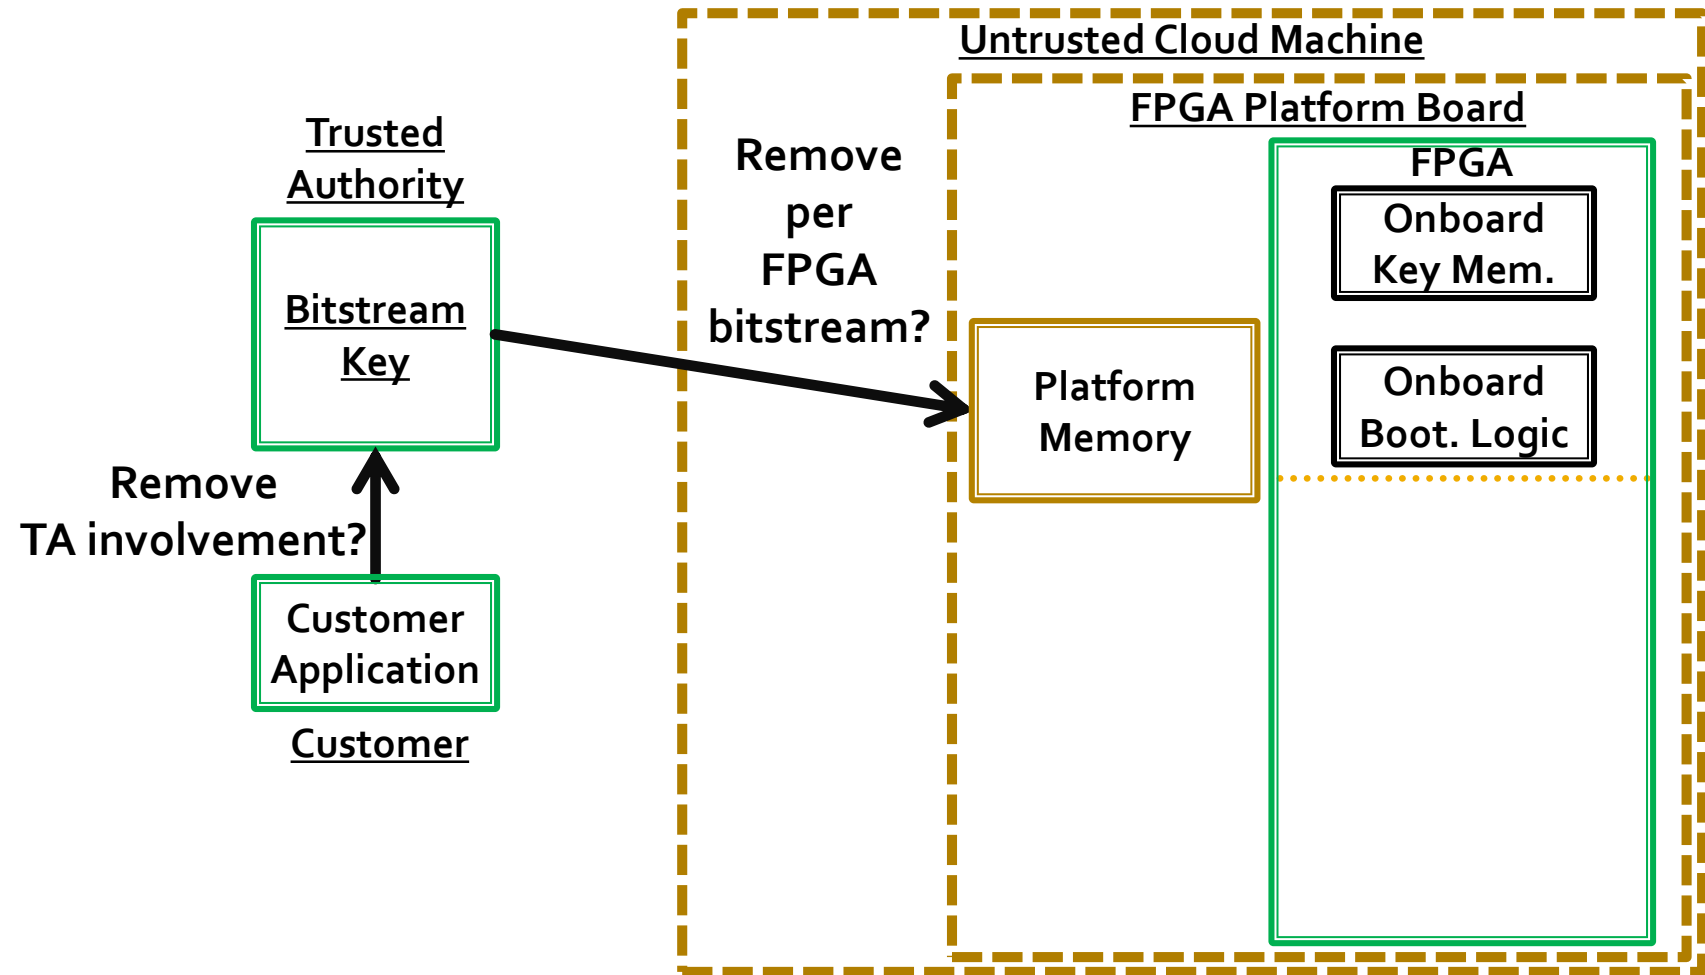 Untrusted Cloud Machine
FPGA Platform Board
Trusted
Authority
Bitstream
Key
Remove
TA involvement?
Customer
Application
Customer
Remove
per
FPGA
bitstream?
Platform
Memory
FPGA
Onboard
Key Mem.
Onboard
Boot. Logic